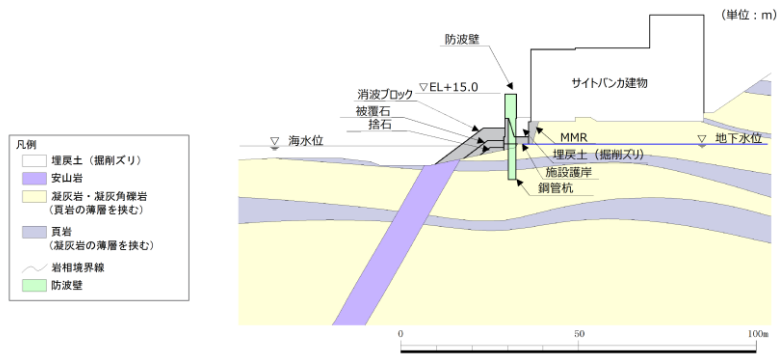 （単位：m）
防波壁
▽EL+15.0
サイトバンカ建物
消波ブロック
被覆石
捨石
海水位
MMR
地下水位
埋戻土（掘削ズリ）
施設護岸
鋼管杭
凡例
埋戻土（掘削ズリ）
安山岩
凝灰岩・凝灰角礫岩
（頁岩の薄層を挟む）
頁岩
（凝灰岩の薄層を挟む）
岩相境界線
防波壁
0 50 100m